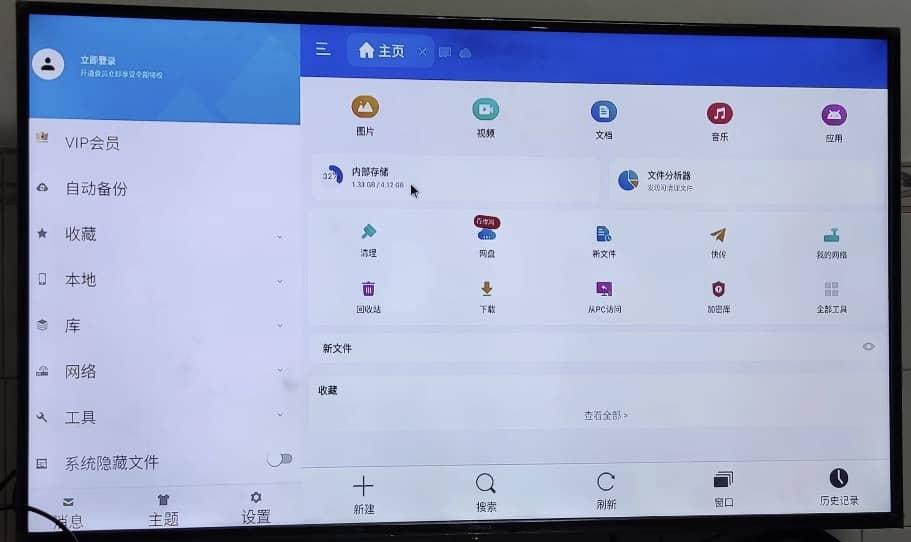 立即登录
开通会员立即享受全部特权
VIP会员
自动备份
收藏
本地
库
网络
工具
系统隐藏文件
消息
主题
设置
主页
图片
视频
文档
音乐
应用
32%
内部存储
1.33 GB / 4.12 GB
文件分析器
发现可清理文件
清理
网盘
新文件
快传
我的网络
回收站
下载
从PC访问
加密库
全部工具
新文件
收藏
查看全部 >
新建
搜索
刷新
窗口
历史记录